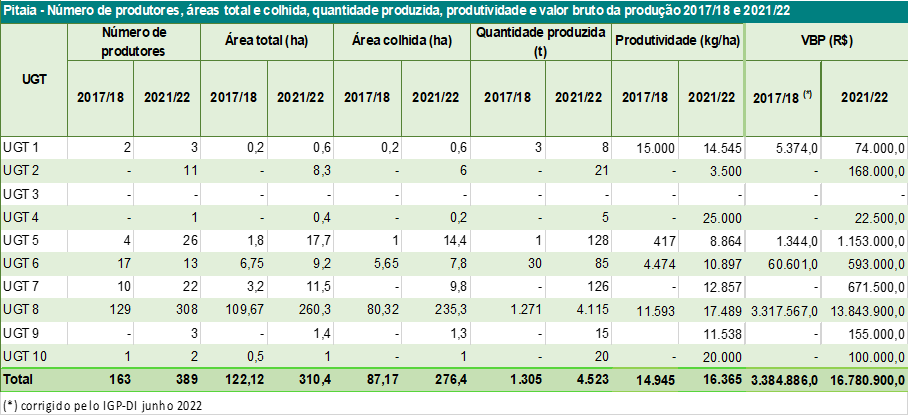 Pitaia - Número de produtores, áreas total e colhida, quantidade produzida, produtividade e valor bruto da produção 2017/18 e 2021/22
UGT Número de produtores Área total (ha) Área colhida (ha) Quantidade produzida (t) Produtividade (kg/ha) VBP (R$)
2017/18 2021/22 2017/18 2021/22 2017/18 2021/22 2017/18 2021/22 2017/18 2021/22 2017/18 (*) 2021/22
UGT 1 2 3 0,2 0,6 0,2 0,6 3 8 15.000 14.545 5.374,0 74.000,0
UGT 2 - 11 - 8,3 - 6 - 21 - 3.500 - 168.000,0
UGT 3 - - - - - - - - - - - -
UGT 4 - 1 - 0,4 - 0,2 - 5 - 25.000 - 22.500,0
UGT 5 4 26 1,8 17,7 1 14,4 1 128 417 8.864 1.344,0 1.153.000,0
UGT 6 17 13 6,75 9,2 5,65 7,8 30 85 4.474 10.897 60.601,0 593.000,0
UGT 7 10 22 3,2 11,5 - 9,8 - 126 - 12.857 - 671.500,0
UGT 8 129 308 109,67 260,3 80,32 235,3 1.271 4.115 11.593 17.489 3.317.567,0 13.843.900,0
UGT 9 - 3 - 1,4 - 1,3 - 15 - 11.538 - 155.000,0
UGT 10 1 2 0,5 1 - 1 - 20 - 20.000 - 100.000,0
Total 163 389 122,12 310,4 87,17 276,4 1.305 4.523 14.945 16.365 3.384.886,0 16.780.900,0
(*) corrigido pelo IGP-DI junho 2022